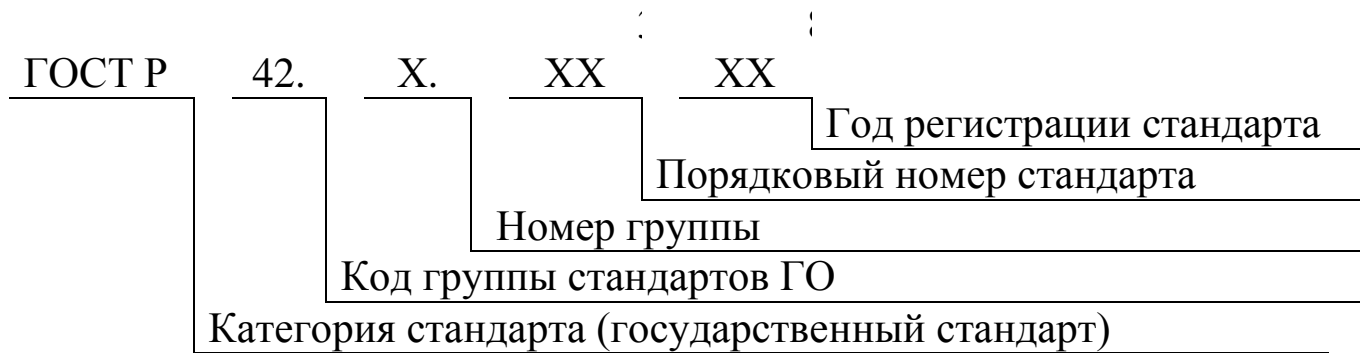 ГОСТ Р 42. Х. ХХ ХХ
Год регистрации стандарта
Порядковый номер стандарта
Номер группы
Код группы стандартов ГО
Категория стандарта (государственный стандарт)